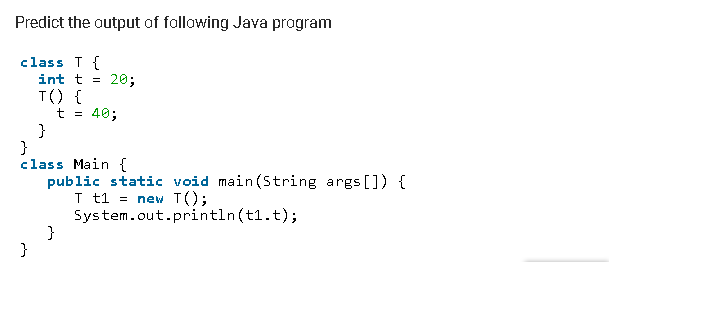 Predict the output of following Java program
class T {
int t = 20;
T() {
t = 40;
}
}
class Main {
public static void main(String args[]) {
T t1 = new T();
System.out.println(t1.t);
}
}